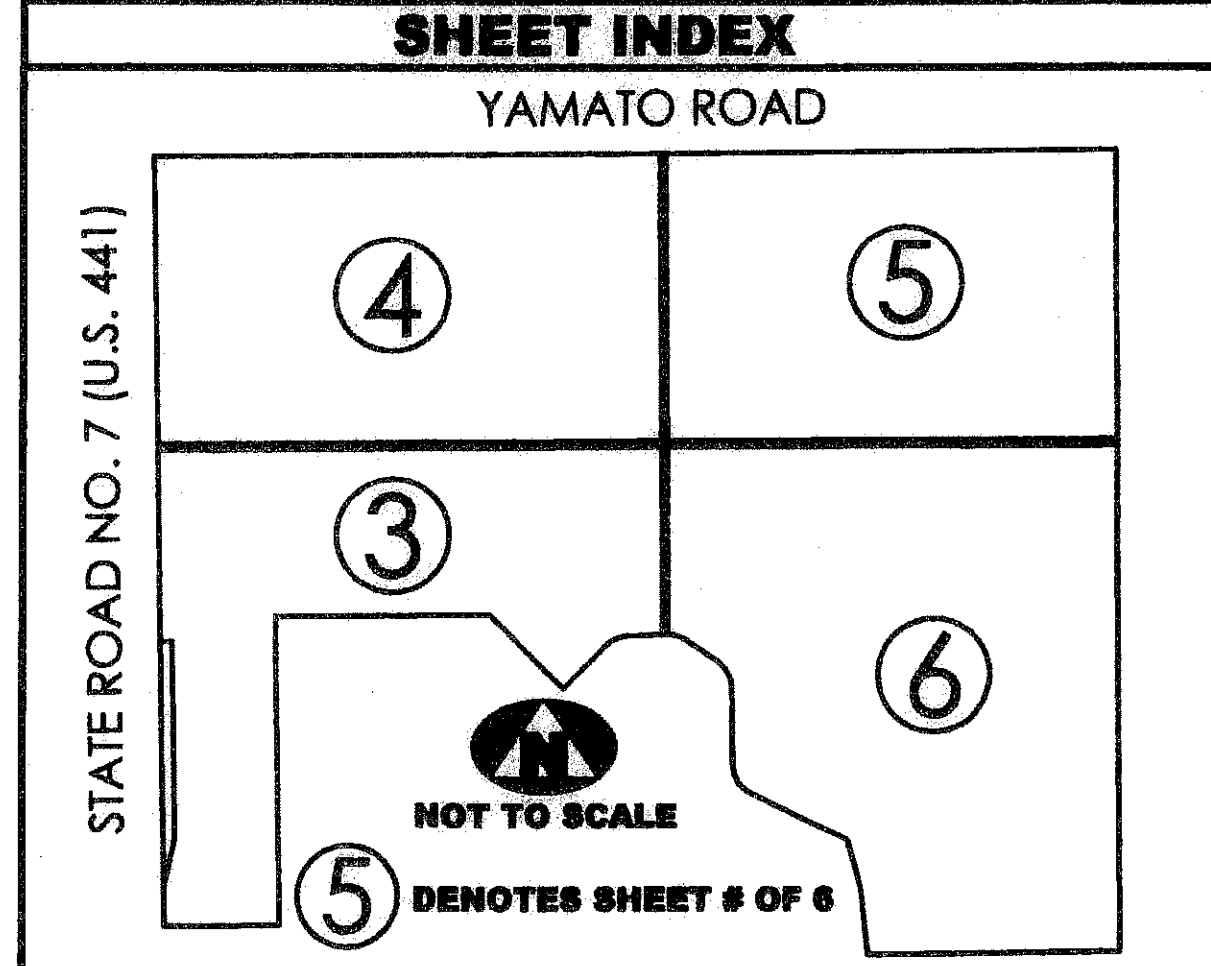 SHEET INDEX
YAMATO ROAD
STATE ROAD NO. 7 (U.S. 441)
4
5
3
6
N
NOT TO SCALE
5 DENOTES SHEET # OF 6